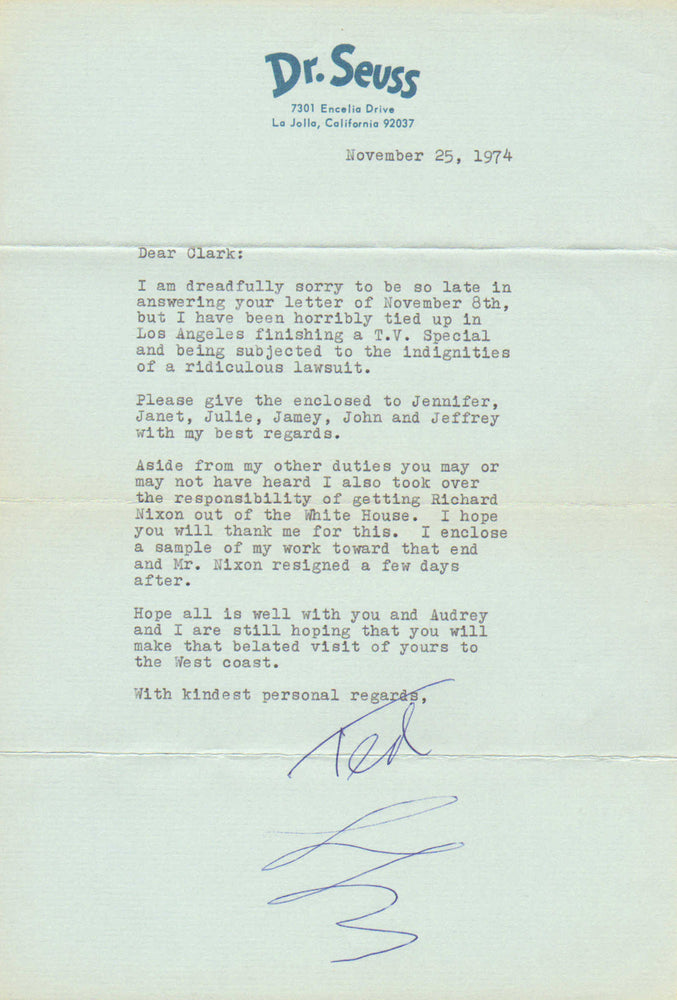 Dr. Seuss
7301 Encelia Drive
La Jolla, California 92037
November 25, 1974
Dear Clark:
I am dreadfully sorry to be so late in
answering your letter of November 8th,
but I have been horribly tied up in
Los Angeles finishing a T.V. Special
and being subjected to the indignities
of a ridiculous lawsuit.
Please give the enclosed to Jennifer,
Janet, Julie, Jamey, John and Jeffrey
with my best regards.
Aside from my other duties you may or
may not have heard I also took over
the responsibility of getting Richard
Nixon out of the White House.  I hope
you will thank me for this.  I enclose
a sample of my work toward that end
and Mr. Nixon resigned a few days
after.
Hope all is well with you and Audrey
and I are still hoping that you will
make that belated visit of yours to
the West coast.
With kindest personal regards,
Ted